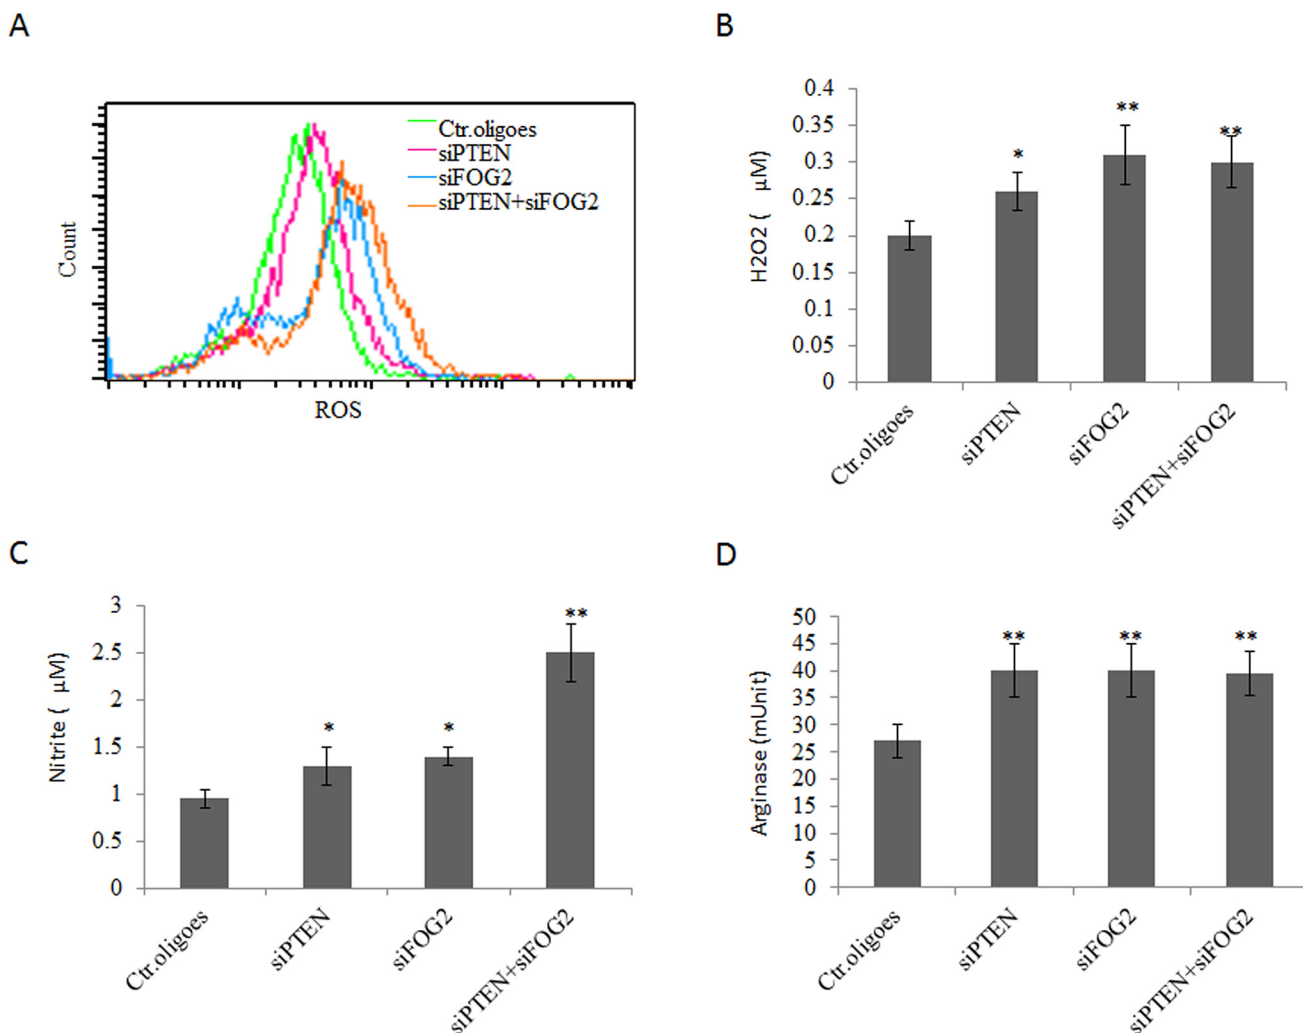 A
Ctr.oligoes
siPTEN
siFOG2
siPTEN+siFOG2
Count
ROS
B
0.4
0.35
0.3
0.25
0.2
0.15
0.1
0.05
0
H2O2 ( μM)
*
**
**
Ctr.oligoes
siPTEN
siFOG2
siPTEN+siFOG2
C
3
2.5
2
1.5
1
0.5
0
Nitrite ( μM)
*
*
**
Ctr.oligoes
siPTEN
siFOG2
siPTEN+siFOG2
D
50
45
40
35
30
25
20
15
10
5
0
Arginase (mUnit)
**
**
**
Ctr.oligoes
siPTEN
siFOG2
siPTEN+siFOG2